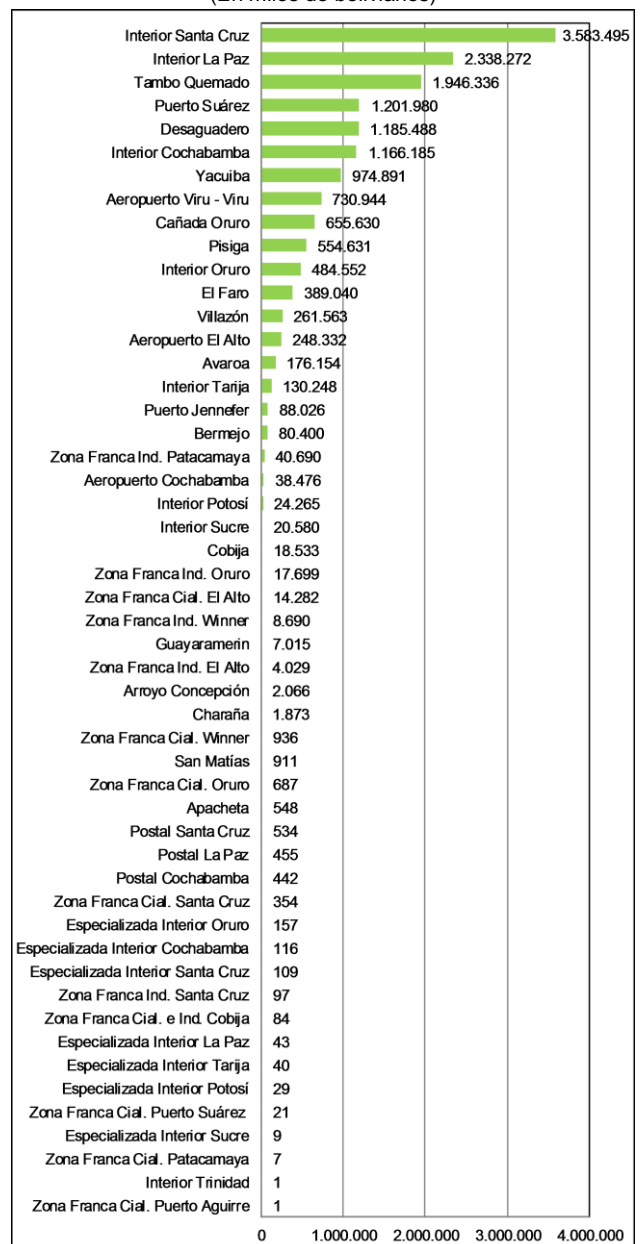 (En miles de bolivianos)
Interior Santa Cruz 3.583.495
Interior La Paz 2.338.272
Tambo Quemado 1.946.336
Puerto Suárez 1.201.980
Desaguadero 1.185.488
Interior Cochabamba 1.166.185
Yacuiba 974.891
Aeropuerto Viru - Viru 730.944
Cañada Oruro 655.630
Pisiga 554.631
Interior Oruro 484.552
El Faro 389.040
Villazón 261.563
Aeropuerto El Alto 248.332
Avaroa 176.154
Interior Tarija 130.248
Puerto Jennefer 88.026
Bermejo 80.400
Zona Franca Ind. Patacamaya 40.690
Aeropuerto Cochabamba 38.476
Interior Potosí 24.265
Interior Sucre 20.580
Cobija 18.533
Zona Franca Ind. Oruro 17.699
Zona Franca Cial. El Alto 14.282
Zona Franca Ind. Winner 8.690
Guayaramerin 7.015
Zona Franca Ind. El Alto 4.029
Arroyo Concepción 2.066
Charaña 1.873
Zona Franca Cial. Winner 936
San Matías 911
Zona Franca Cial. Oruro 687
Apacheta 548
Postal Santa Cruz 534
Postal La Paz 455
Postal Cochabamba 442
Zona Franca Cial. Santa Cruz 354
Especializada Interior Oruro 157
Especializada Interior Cochabamba 116
Especializada Interior Santa Cruz 109
Zona Franca Ind. Santa Cruz 97
Zona Franca Cial. e Ind. Cobija 84
Especializada Interior La Paz 43
Especializada Interior Tarija 40
Especializada Interior Potosí 29
Zona Franca Cial. Puerto Suárez 21
Especializada Interior Sucre 9
Zona Franca Cial. Patacamaya 7
Interior Trinidad 1
Zona Franca Cial. Puerto Aguirre 1
0 1.000.000 2.000.000 3.000.000 4.000.000